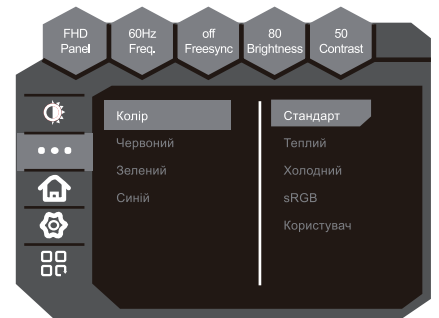 FHD
Panel
60Hz
Freq.
off
Freesync
80
Brightness
50
Contrast
Колір
Червоний
Зелений
Синій
Стандарт
Теплий
Холодний
sRGB
Користувач